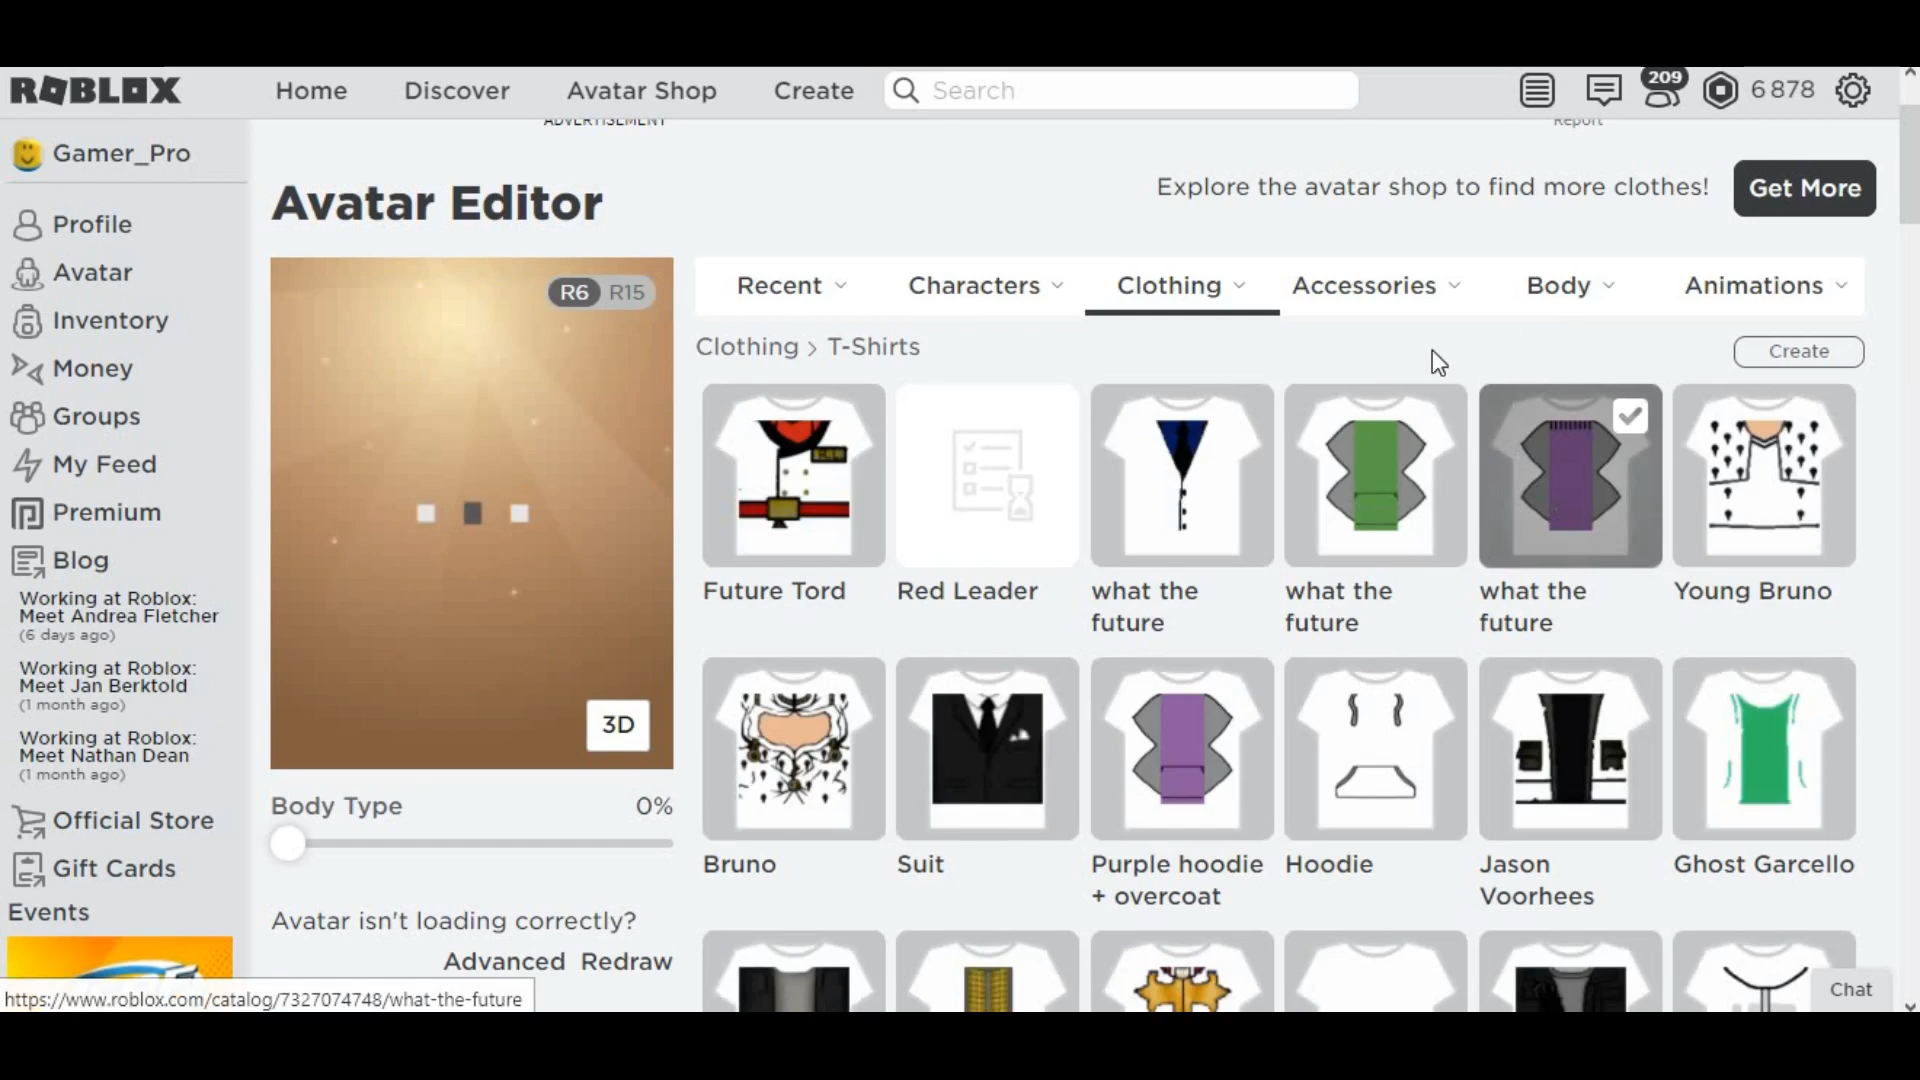 ROBLOX
Home
Discover
Avatar Shop
Create
Search
209
6 878
ADVERTISEMENT
Report
Gamer_Pro
Profile
Avatar
Inventory
Money
Groups
My Feed
Premium
Blog
Working at Roblox:
Meet Andrea Fletcher
(6 days ago)
Working at Roblox:
Meet Jan Berktold
(1 month ago)
Working at Roblox:
Meet Nathan Dean
(1 month ago)
Official Store
Gift Cards
Events
Avatar Editor
Explore the avatar shop to find more clothes!
Get More
R6 R15
3D
Body Type 0%
Avatar isn't loading correctly?
Advanced Redraw
Recent
Characters
Clothing
Accessories
Body
Animations
Clothing > T-Shirts
Create
Future Tord
Red Leader
what the
future
what the
future
what the
future
Young Bruno
Bruno
Suit
Purple hoodie
+ overcoat
Hoodie
Jason
Voorhees
Ghost Garcello
Chat
https://www.roblox.com/catalog/7327074748/what-the-future